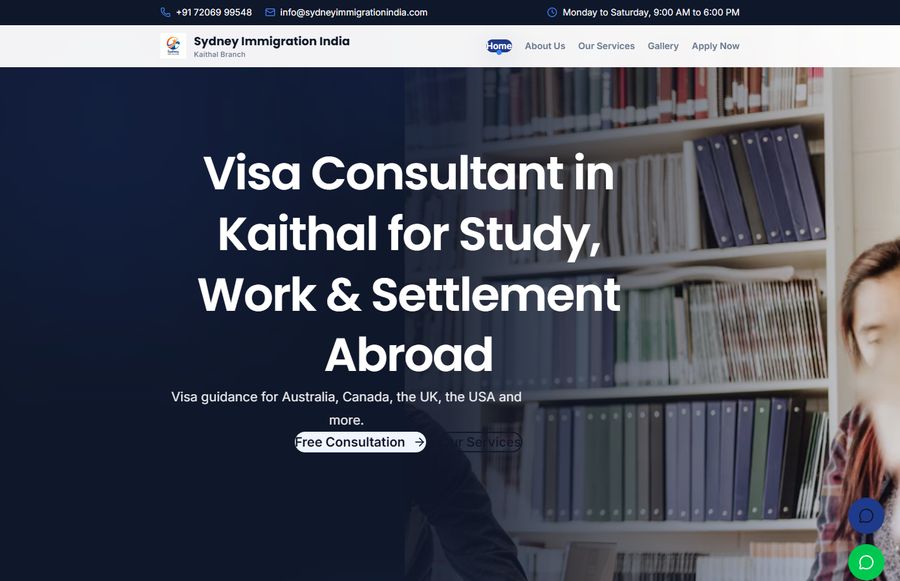 +91 72069 99548
info@sydneyimmigrationindia.com
Monday to Saturday, 9:00 AM to 6:00 PM
Sydney Immigration India
Kaithal Branch
Home
About Us
Our Services
Gallery
Apply Now
Visa Consultant in
Kaithal for Study,
Work & Settlement
Abroad
Visa guidance for Australia, Canada, the UK, the USA and
more.
Free Consultation
Our Services